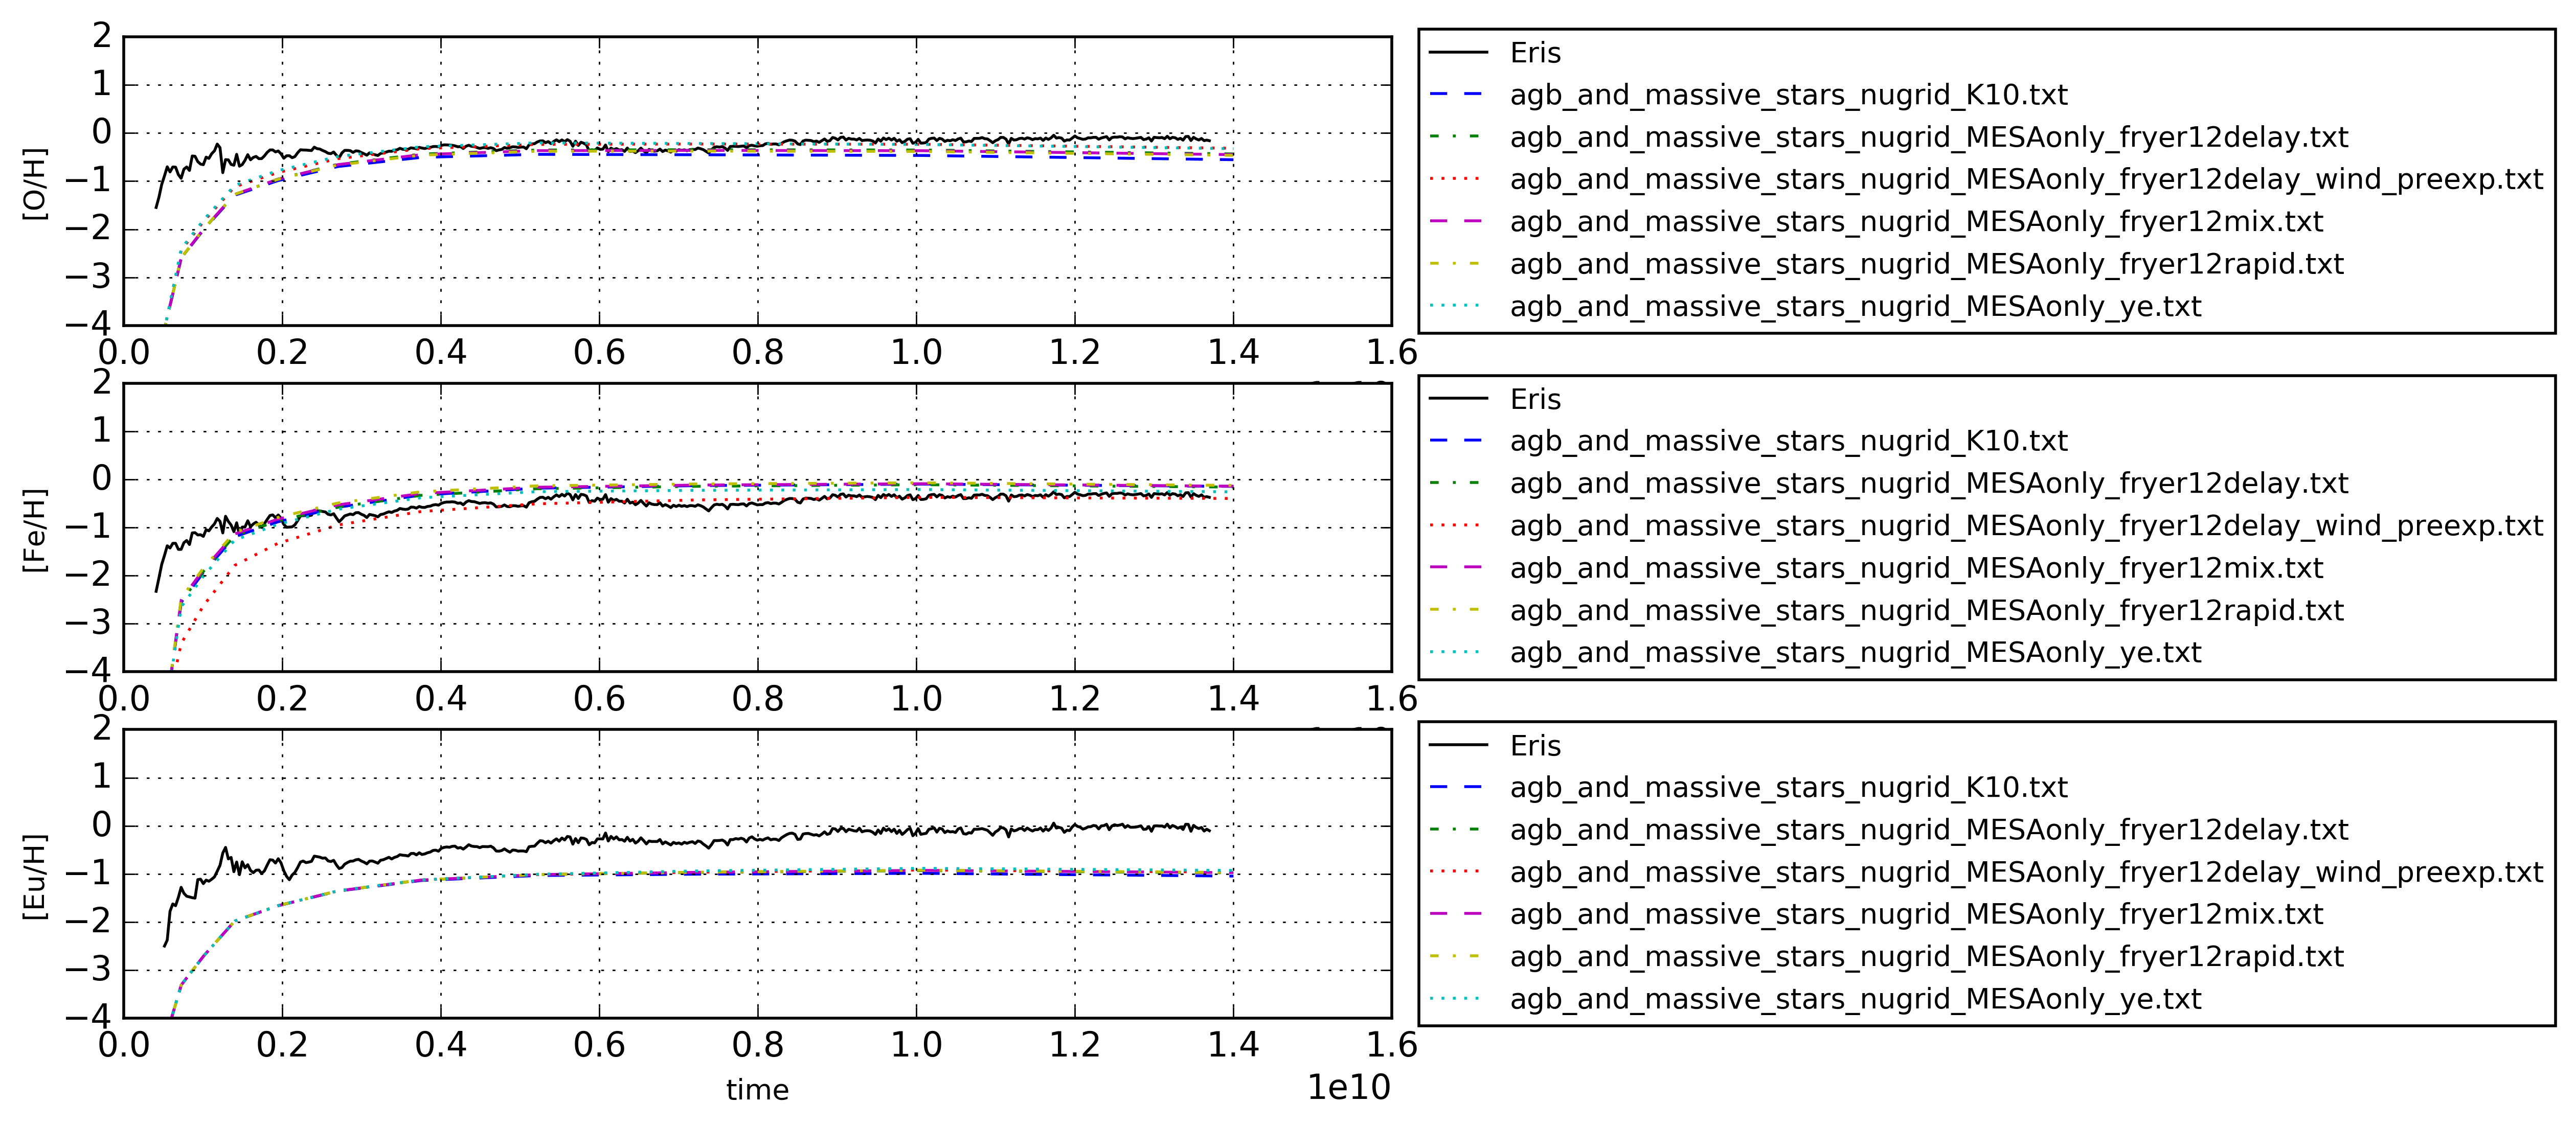 [O/H]
2
1
0
−1
−2
−3
−4
0.0 0.2 0.4 0.6 0.8 1.0 1.2 1.4 1.6
Eris
agb_and_massive_stars_nugrid_K10.txt
agb_and_massive_stars_nugrid_MESAonly_fryer12delay.txt
agb_and_massive_stars_nugrid_MESAonly_fryer12delay_wind_preexp.txt
agb_and_massive_stars_nugrid_MESAonly_fryer12mix.txt
agb_and_massive_stars_nugrid_MESAonly_fryer12rapid.txt
agb_and_massive_stars_nugrid_MESAonly_ye.txt
[Fe/H]
2
1
0
−1
−2
−3
−4
0.0 0.2 0.4 0.6 0.8 1.0 1.2 1.4 1.6
Eris
agb_and_massive_stars_nugrid_K10.txt
agb_and_massive_stars_nugrid_MESAonly_fryer12delay.txt
agb_and_massive_stars_nugrid_MESAonly_fryer12delay_wind_preexp.txt
agb_and_massive_stars_nugrid_MESAonly_fryer12mix.txt
agb_and_massive_stars_nugrid_MESAonly_fryer12rapid.txt
agb_and_massive_stars_nugrid_MESAonly_ye.txt
[Eu/H]
2
1
0
−1
−2
−3
−4
0.0 0.2 0.4 0.6 0.8 1.0 1.2 1.4 1.6
time
1e10
Eris
agb_and_massive_stars_nugrid_K10.txt
agb_and_massive_stars_nugrid_MESAonly_fryer12delay.txt
agb_and_massive_stars_nugrid_MESAonly_fryer12delay_wind_preexp.txt
agb_and_massive_stars_nugrid_MESAonly_fryer12mix.txt
agb_and_massive_stars_nugrid_MESAonly_fryer12rapid.txt
agb_and_massive_stars_nugrid_MESAonly_ye.txt